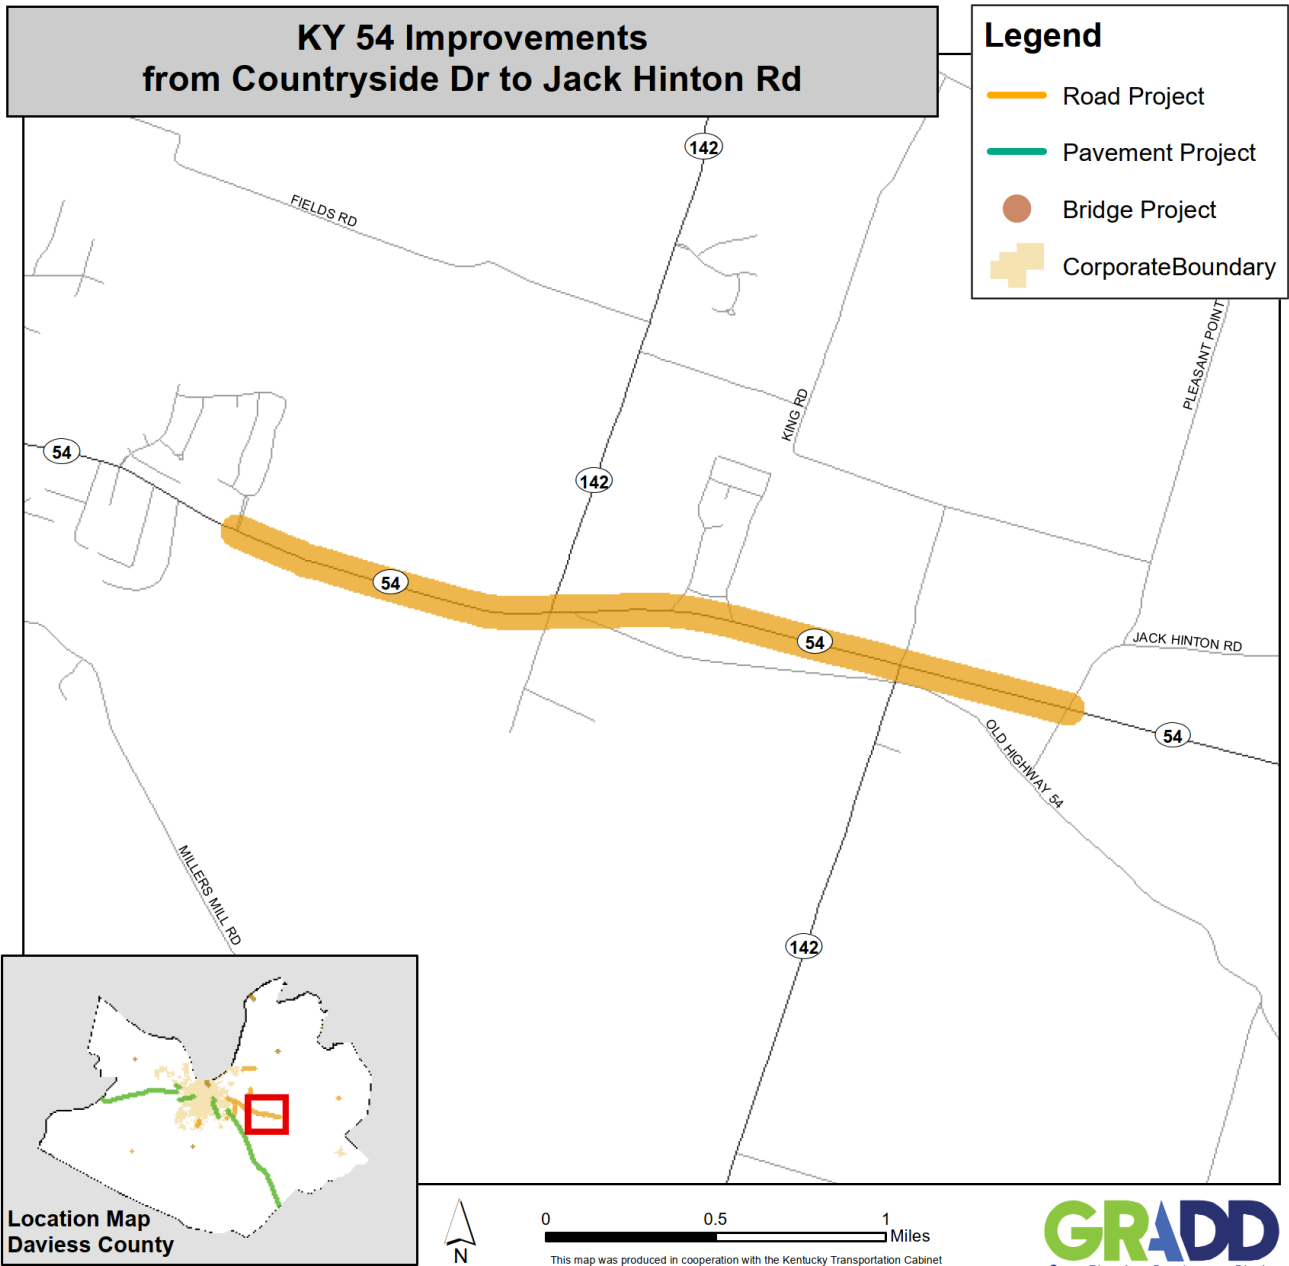 KY 54 Improvements
from Countryside Dr to Jack Hinton Rd
Legend
Road Project
Pavement Project
Bridge Project
CorporateBoundary
142
FIELDS RD
PLEASANT POINT
KING RD
54
142
54
54
JACK HINTON RD
54
OLD HIGHWAY 54
MILLERS MILL RD
142
Location Map
Daviess County
N
0 0.5 1
Miles
This map was produced in cooperation with the Kentucky Transportation Cabinet
GRADD